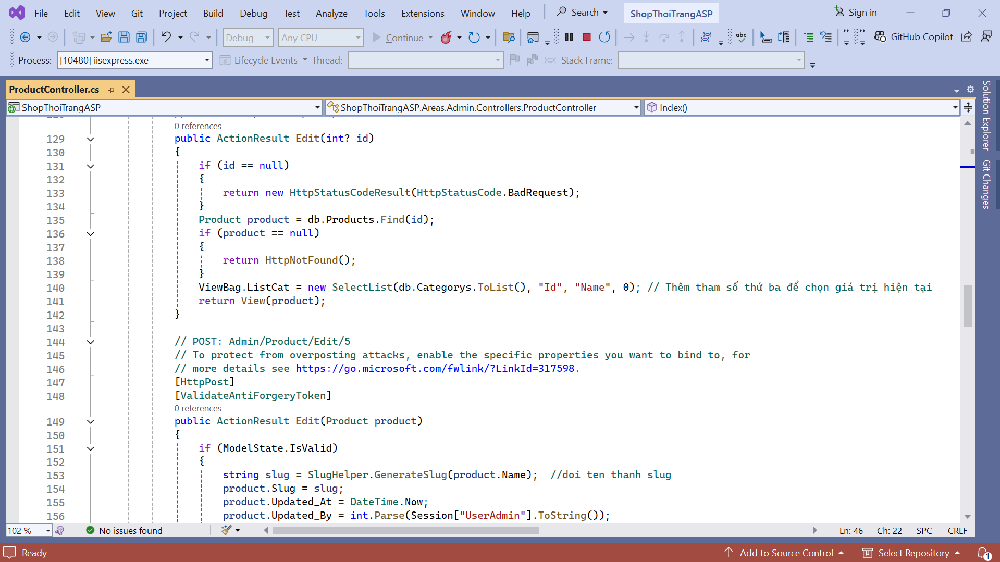 File Edit View Git Project Build Debug Test Analyze Tools Extensions Window Help Search ShopThoiTrangASP Sign in
Debug Any CPU Continue abc GitHub Copilot
Process: [10480] iisexpress.exe Lifecycle Events Thread: Stack Frame:
ProductController.cs
ShopThoiTrangASP ShopThoiTrangASP.Areas.Admin.Controllers.ProductController Index()
0 references
129 public ActionResult Edit(int? id)
130 {
131 if (id == null)
132 {
133 return new HttpStatusCodeResult(HttpStatusCode.BadRequest);
134 }
135 Product product = db.Products.Find(id);
136 if (product == null)
137 {
138 return HttpNotFound();
139 }
140 ViewBag.ListCat = new SelectList(db.Categorys.ToList(), "Id", "Name", 0); // Thêm tham số thứ ba để chọn giá trị hiện tại
141 return View(product);
142 }
143
144 // POST: Admin/Product/Edit/5
145 // To protect from overposting attacks, enable the specific properties you want to bind to, for
146 // more details see https://go.microsoft.com/fwlink/?LinkId=317598.
147 [HttpPost]
148 [ValidateAntiForgeryToken]
0 references
149 public ActionResult Edit(Product product)
150 {
151 if (ModelState.IsValid)
152 {
153 string slug = SlugHelper.GenerateSlug(product.Name); //doi ten thanh slug
154 product.Slug = slug;
155 product.Updated_At = DateTime.Now;
156 product.Updated_By = int.Parse(Session["UserAdmin"].ToString());
Solution Explorer
Git Changes
102 % No issues found Ln: 46 Ch: 22 SPC CRLF
Ready Add to Source Control Select Repository 1